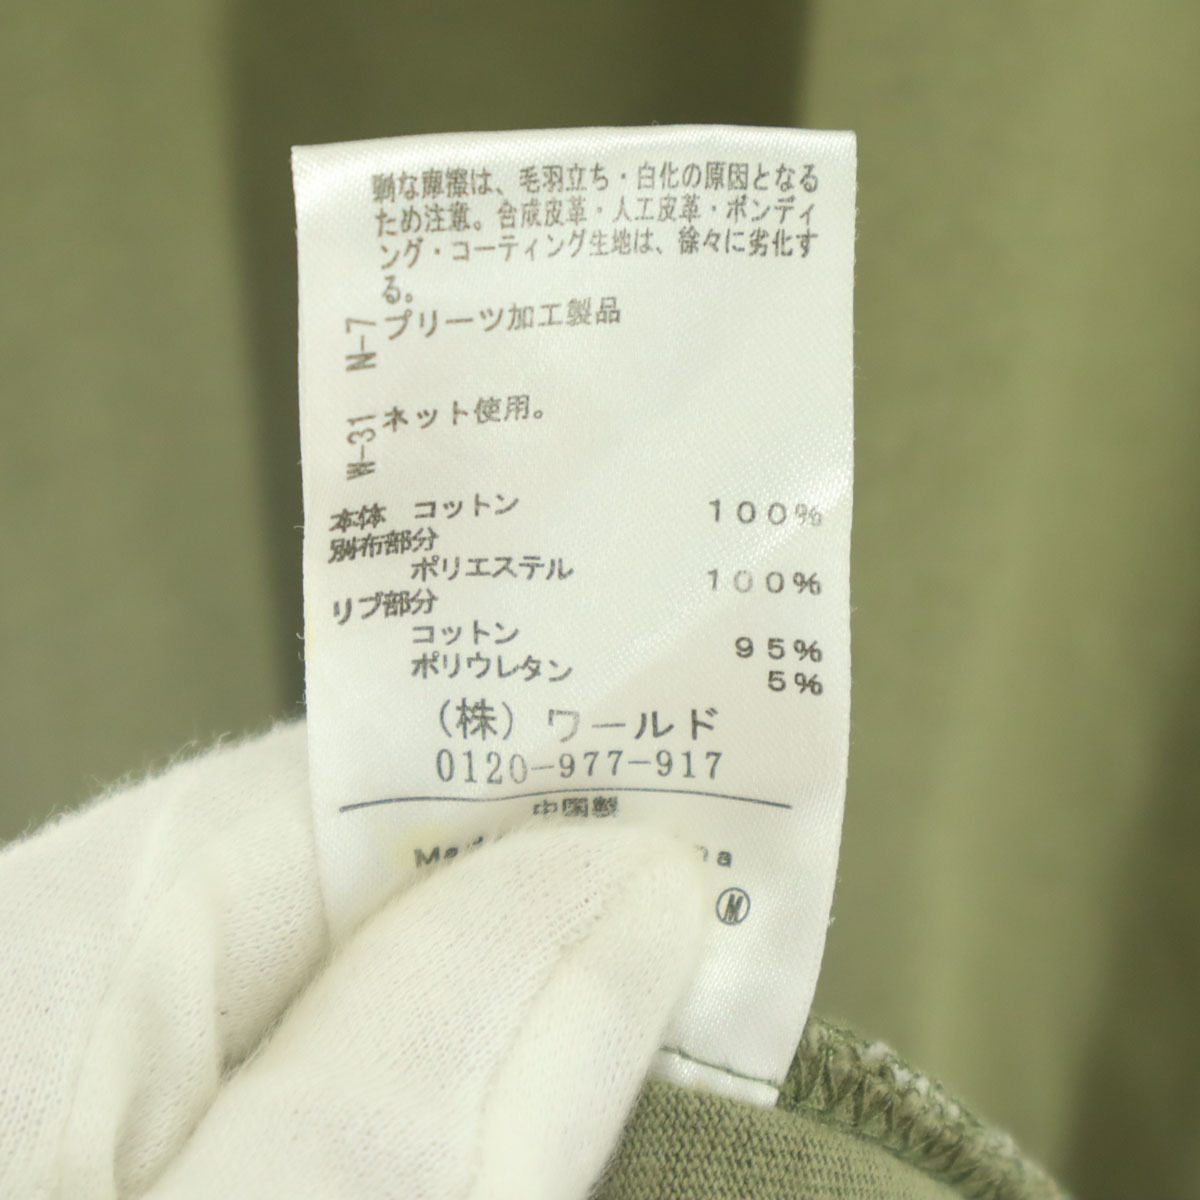 な摩擦は、毛羽立ち・白化の原因となる
ため注意。合成皮革・人工皮革・ボンディ
ング・コーティング生地は、徐々に劣化す
る。
N-7 プリーツ加工製品
W-31 ネット使用。
本体 コットン 100%
別布部分
ポリエステル 100%
リブ部分
コットン 95%
ポリウレタン 5%
(株) ワールド
0120-977-917
中国製
M